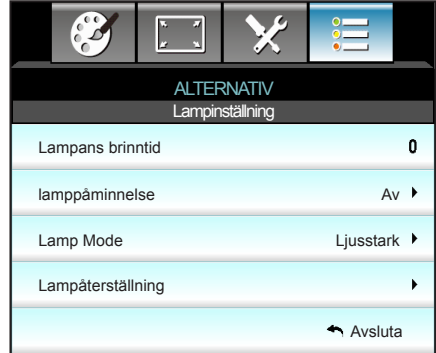 ALTERNATIV
Lampinställning
Lampans brinntid 0
lamppåminnelse Av
Lamp Mode Ljusstark
Lampåterställning
Avsluta